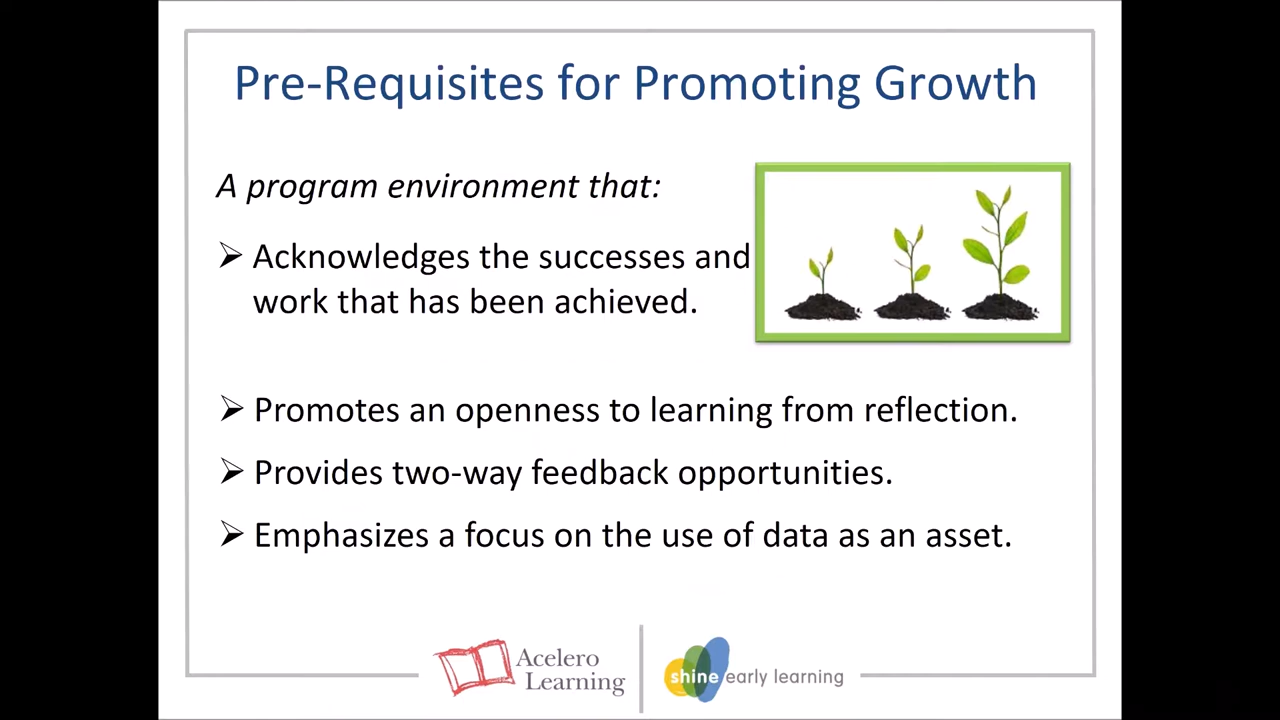 Pre-Requisites for Promoting Growth
A program environment that:
➢ Acknowledges the successes and
work that has been achieved.
➢ Promotes an openness to learning from reflection.
➢ Provides two-way feedback opportunities.
➢ Emphasizes a focus on the use of data as an asset.
Acelero
Learning
shine early learning